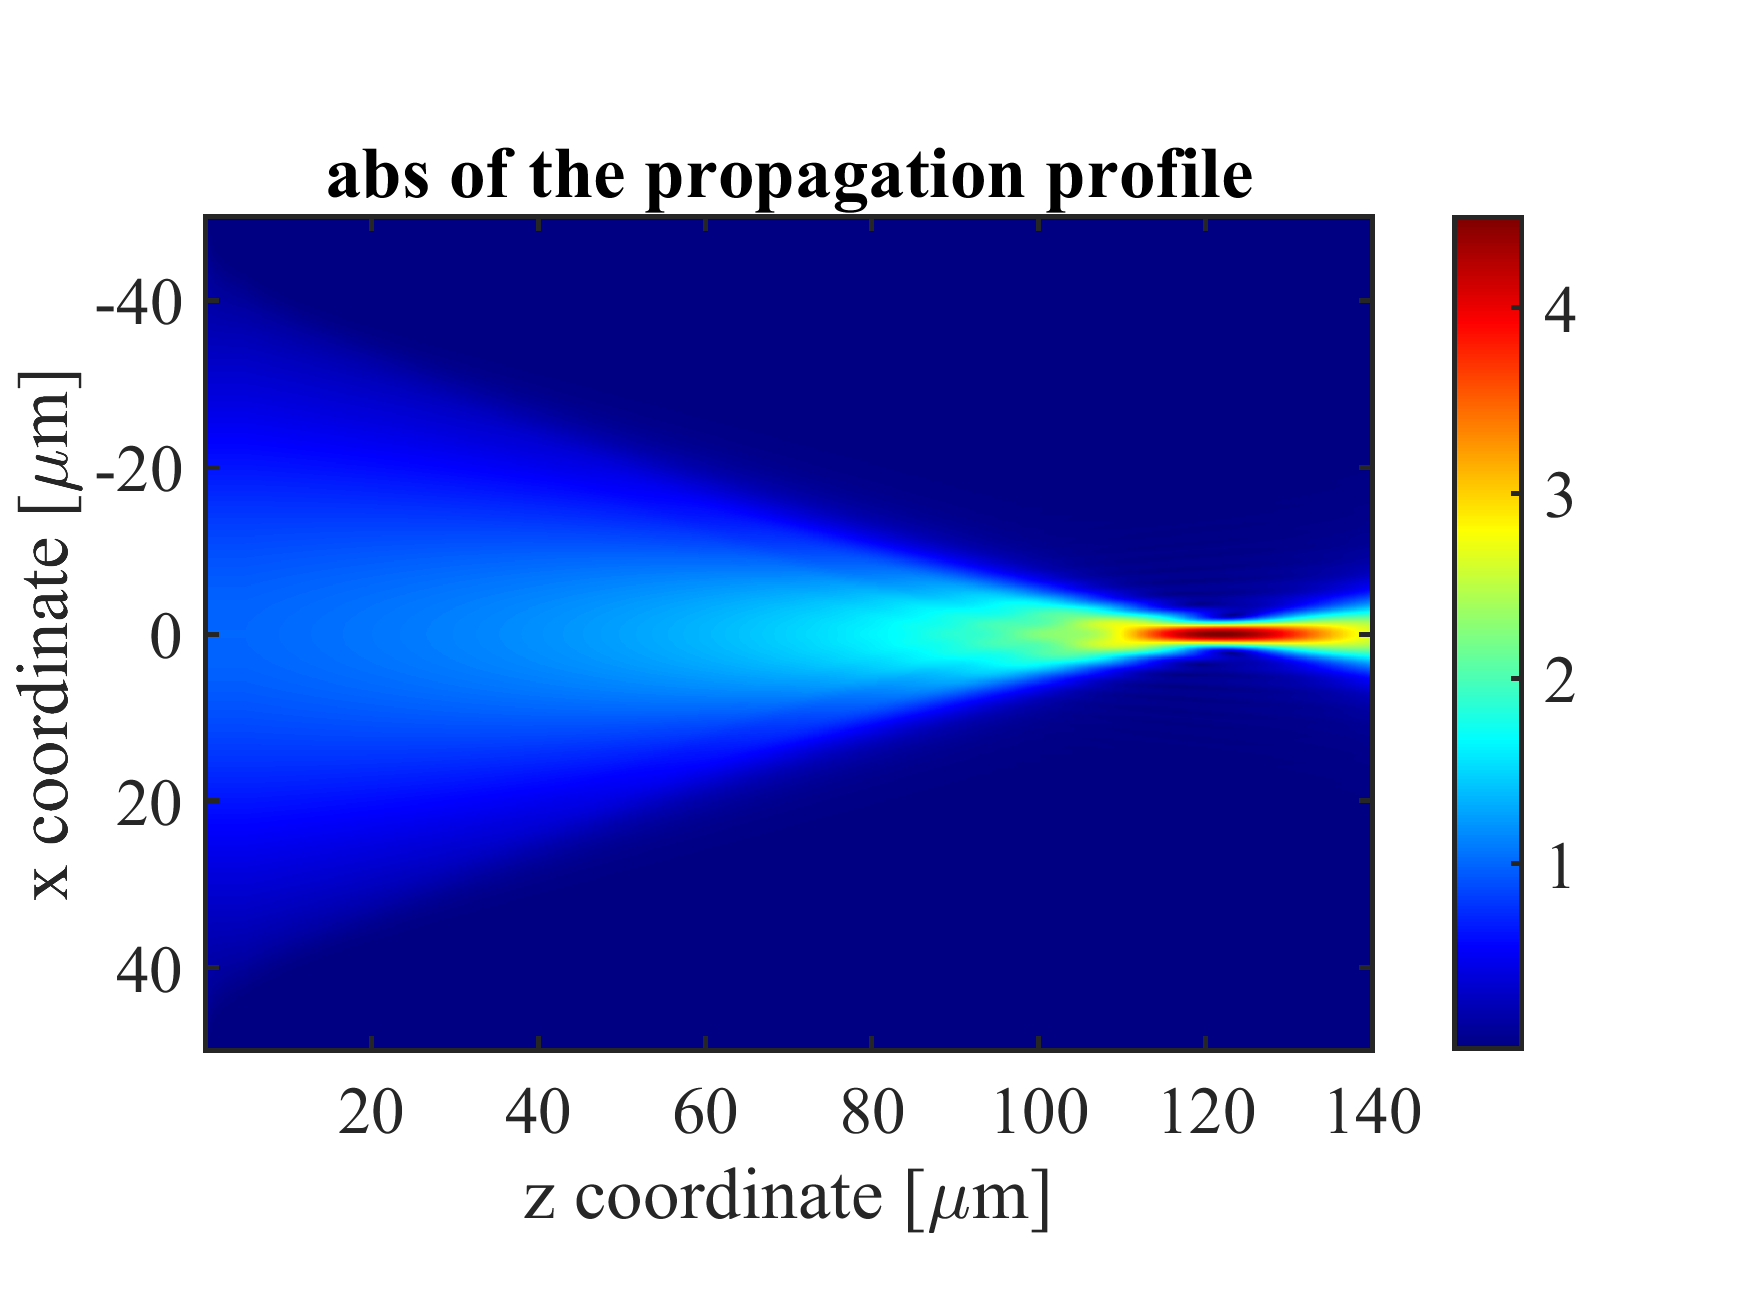 abs of the propagation profile
x coordinate [μm]
-40
-20
0
20
40
20 40 60 80 100 120 140
z coordinate [μm]
4
3
2
1